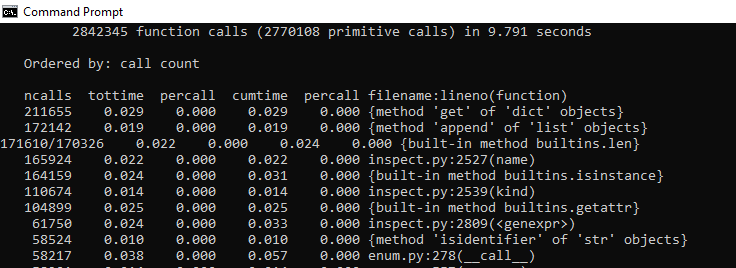 Command Prompt
2842345 function calls (2770108 primitive calls) in 9.791 seconds
Ordered by: call count
ncalls tottime percall cumtime percall filename:lineno(function)
211655 0.029 0.000 0.029 0.000 {method 'get' of 'dict' objects}
172142 0.019 0.000 0.019 0.000 {method 'append' of 'list' objects}
171610/170326 0.022 0.000 0.024 0.000 {built-in method builtins.len}
165924 0.022 0.000 0.022 0.000 inspect.py:2527(name)
164159 0.024 0.000 0.031 0.000 {built-in method builtins.isinstance}
110674 0.014 0.000 0.014 0.000 inspect.py:2539(kind)
104899 0.025 0.000 0.025 0.000 {built-in method builtins.getattr}
61750 0.024 0.000 0.033 0.000 inspect.py:2809(<genexpr>)
58524 0.010 0.000 0.010 0.000 {method 'isidentifier' of 'str' objects}
58217 0.038 0.000 0.057 0.000 enum.py:278(__call__)